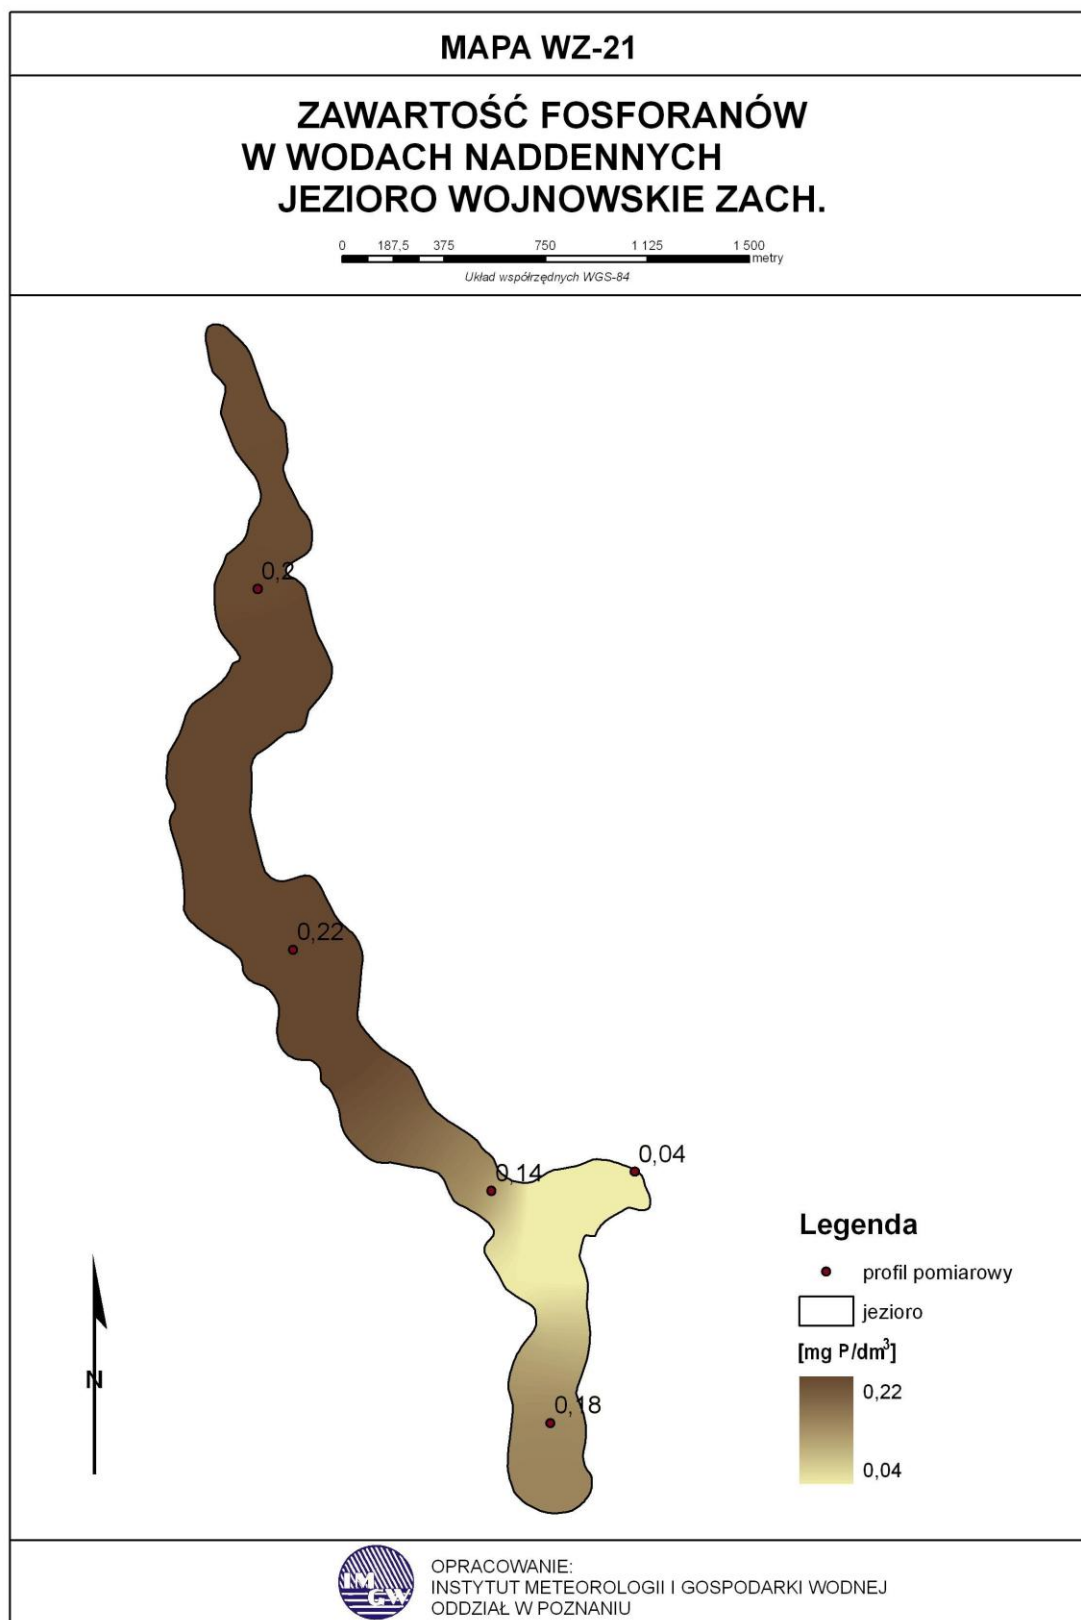 MAPA WZ-21
ZAWARTOŚĆ FOSFORANÓW
W WODACH NADDENNYCH
JEZIORO WOJNOWSKIE ZACH.
0 187,5 375 750 1 125 1 500
metry
Układ współrzędnych WGS-84
0,2
0,22
0,14
0,04
0,18
Legenda
profil pomiarowy
jezioro
[mg P/dm³]
0,22
0,04
N
IM
GW
OPRACOWANIE:
INSTYTUT METEOROLOGII I GOSPODARKI WODNEJ
ODDZIAŁ W POZNANIU